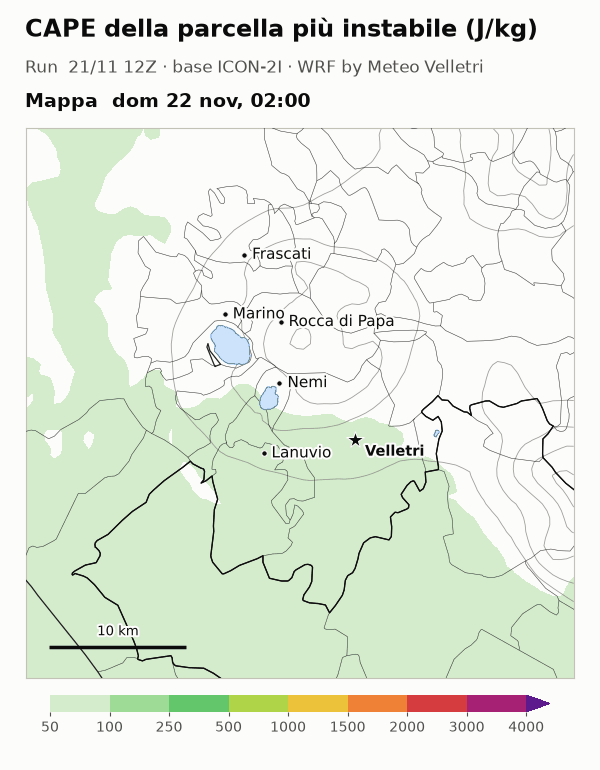 CAPE della parcella più instabile (J/kg)
Run  21/11 12Z · base ICON-2I · WRF by Meteo Velletri
Mappa  dom 22 nov, 02:00
Frascati
Marino
Rocca di Papa
Nemi
Velletri
Lanuvio
10 km
50 100 250 500 1000 1500 2000 3000 4000